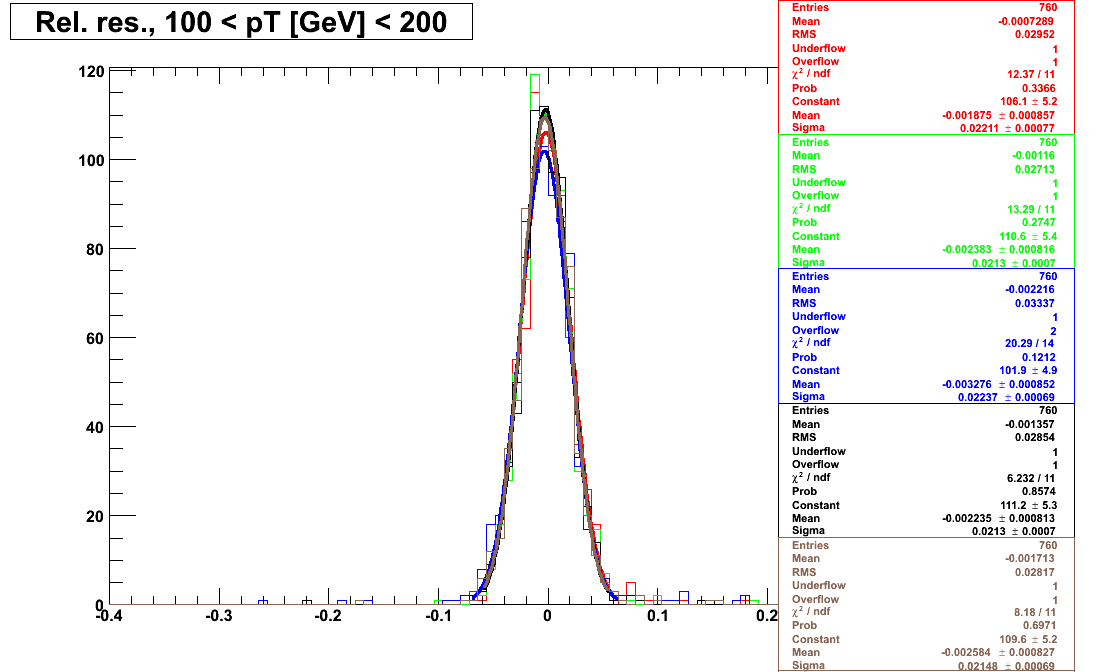 Rel. res., 100 < pT [GeV] < 200
120
100
80
60
40
20
0
-0.4
-0.3
-0.2
-0.1
0
0.1
0.2
Entries 760
Mean -0.0007289
RMS 0.02952
Underflow 1
Overflow 1
χ² / ndf 12.37 / 11
Prob 0.3366
Constant 106.1 ± 5.2
Mean -0.001875 ± 0.000857
Sigma 0.02211 ± 0.00077
Entries 760
Mean -0.00116
RMS 0.02713
Underflow 1
Overflow 1
χ² / ndf 13.29 / 11
Prob 0.2747
Constant 110.6 ± 5.4
Mean -0.002383 ± 0.000816
Sigma 0.0213 ± 0.0007
Entries 760
Mean -0.002216
RMS 0.03337
Underflow 1
Overflow 2
χ² / ndf 20.29 / 14
Prob 0.1212
Constant 101.9 ± 4.9
Mean -0.003276 ± 0.000852
Sigma 0.02237 ± 0.00069
Entries 760
Mean -0.001357
RMS 0.02854
Underflow 1
Overflow 1
χ² / ndf 6.232 / 11
Prob 0.8574
Constant 111.2 ± 5.3
Mean -0.002235 ± 0.000813
Sigma 0.0213 ± 0.0007
Entries 760
Mean -0.001713
RMS 0.02817
Underflow 1
Overflow 1
χ² / ndf 8.18 / 11
Prob 0.6971
Constant 109.6 ± 5.2
Mean -0.002584 ± 0.000827
Sigma 0.02148 ± 0.00069